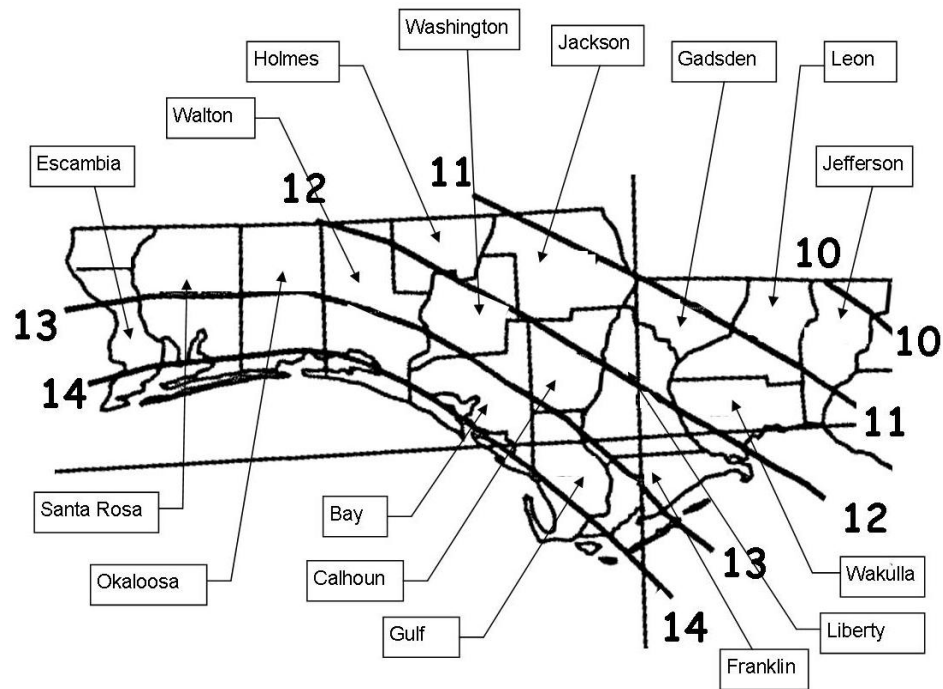 Washington
Jackson
Holmes
Gadsden
Leon
Walton
Escambia
12
11
Jefferson
10
13
10
14
11
Santa Rosa
Bay
12
Okaloosa
Calhoun
13
Wakulla
Gulf
14
Liberty
Franklin